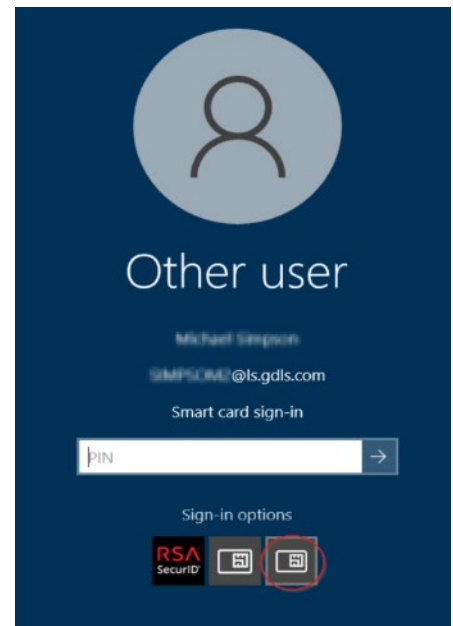 Other user
@ls.gdls.com
Smart card sign-in
PIN
Sign-in options
RSA
SecurID